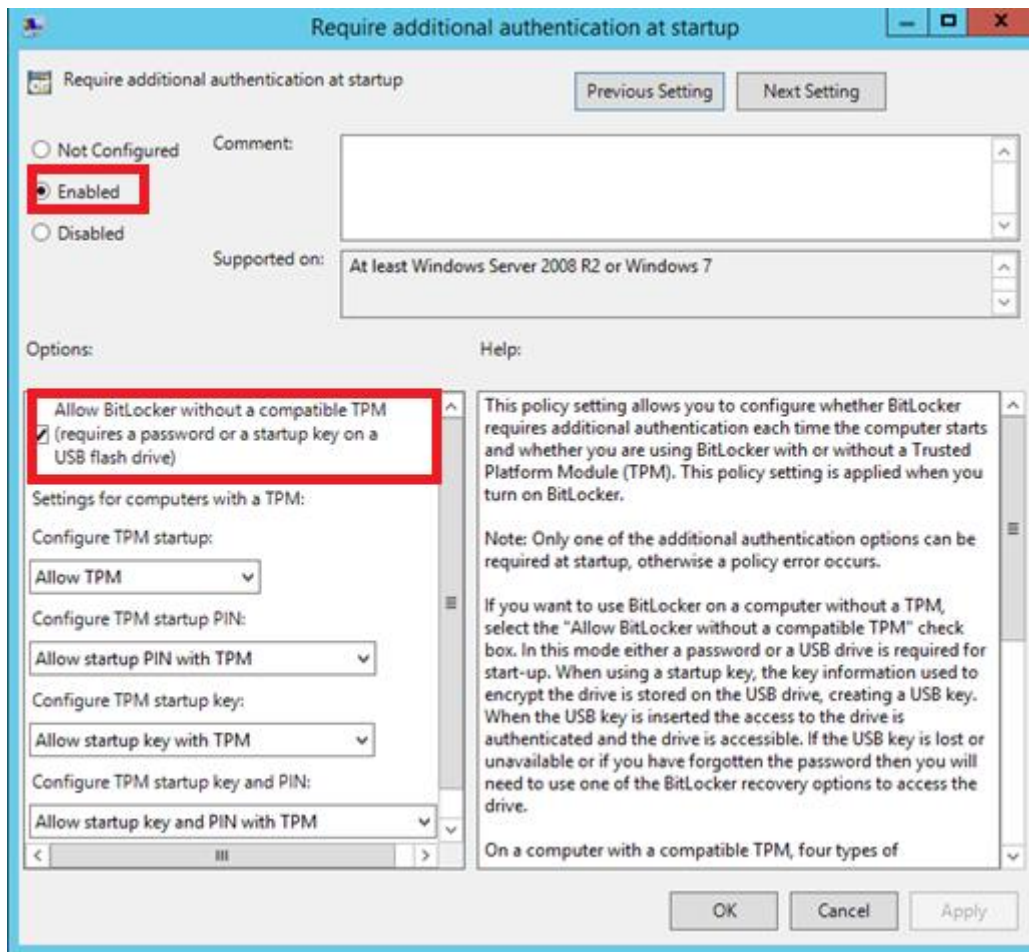 Require additional authentication at startup
Require additional authentication at startup
Previous Setting
Next Setting
Not Configured
Comment:
Enabled
Disabled
Supported on:
At least Windows Server 2008 R2 or Windows 7
Options:
Help:
Allow BitLocker without a compatible TPM
(requires a password or a startup key on a
USB flash drive)
Settings for computers with a TPM:
Configure TPM startup:
Allow TPM
Configure TPM startup PIN:
Allow startup PIN with TPM
Configure TPM startup key:
Allow startup key with TPM
Configure TPM startup key and PIN:
Allow startup key and PIN with TPM
This policy setting allows you to configure whether BitLocker
requires additional authentication each time the computer starts
and whether you are using BitLocker with or without a Trusted
Platform Module (TPM). This policy setting is applied when you
turn on BitLocker.
Note: Only one of the additional authentication options can be
required at startup, otherwise a policy error occurs.
If you want to use BitLocker on a computer without a TPM,
select the "Allow BitLocker without a compatible TPM" check
box. In this mode either a password or a USB drive is required for
start-up. When using a startup key, the key information used to
encrypt the drive is stored on the USB drive, creating a USB key.
When the USB key is inserted the access to the drive is
authenticated and the drive is accessible. If the USB key is lost or
unavailable or if you have forgotten the password then you will
need to use one of the BitLocker recovery options to access the
drive.
On a computer with a compatible TPM, four types of
OK
Cancel
Apply